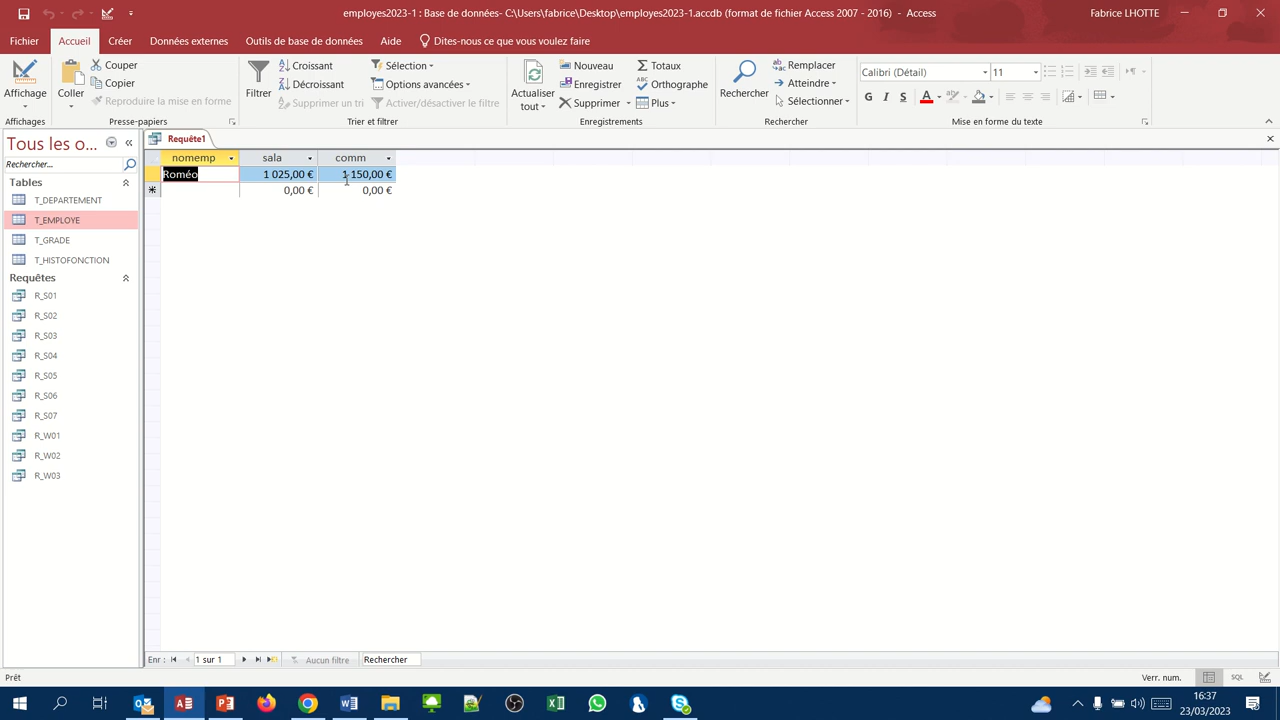 employes2023-1 : Base de données- C:\Users\fabrice\Desktop\employes2023-1.accdb (format de fichier Access 2007 - 2016) - Access
Fabrice LHOTTE
Fichier Accueil Créer Données externes Outils de base de données Aide Dites-nous ce que vous voulez faire
Affichage
Affichages
Coller
Couper
Copier
Reproduire la mise en forme
Presse-papiers
Filtrer
Croissant
Décroissant
Supprimer un tri
Sélection
Options avancées
Activer/désactiver le filtre
Trier et filtrer
Actualiser
tout
Nouveau
Enregistrer
Supprimer
Totaux
Orthographe
Plus
Enregistrements
Rechercher
Remplacer
Atteindre
Sélectionner
Rechercher
Calibri (Détail) 11
G I S A
Mise en forme du texte
Tous les o...
Rechercher...
Tables
T_DEPARTEMENT
T_EMPLOYE
T_GRADE
T_HISTOFONCTION
Requêtes
R_S01
R_S02
R_S03
R_S04
R_S05
R_S06
R_S07
R_W01
R_W02
R_W03
Requête1
nomemp sala comm
Roméo 1 025,00 € 1 150,00 €
0,00 € 0,00 €
Enr : 1 sur 1 Aucun filtre Rechercher
Prêt
Verr. num. SQL
16:37
23/03/2023